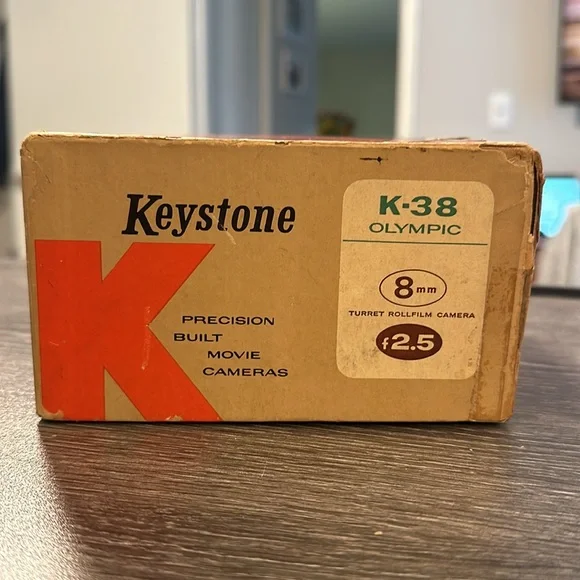 Keystone
K
PRECISION
BUILT
MOVIE
CAMERAS
K-38
OLYMPIC
8mm
TURRET ROLLFILM CAMERA
f2.5